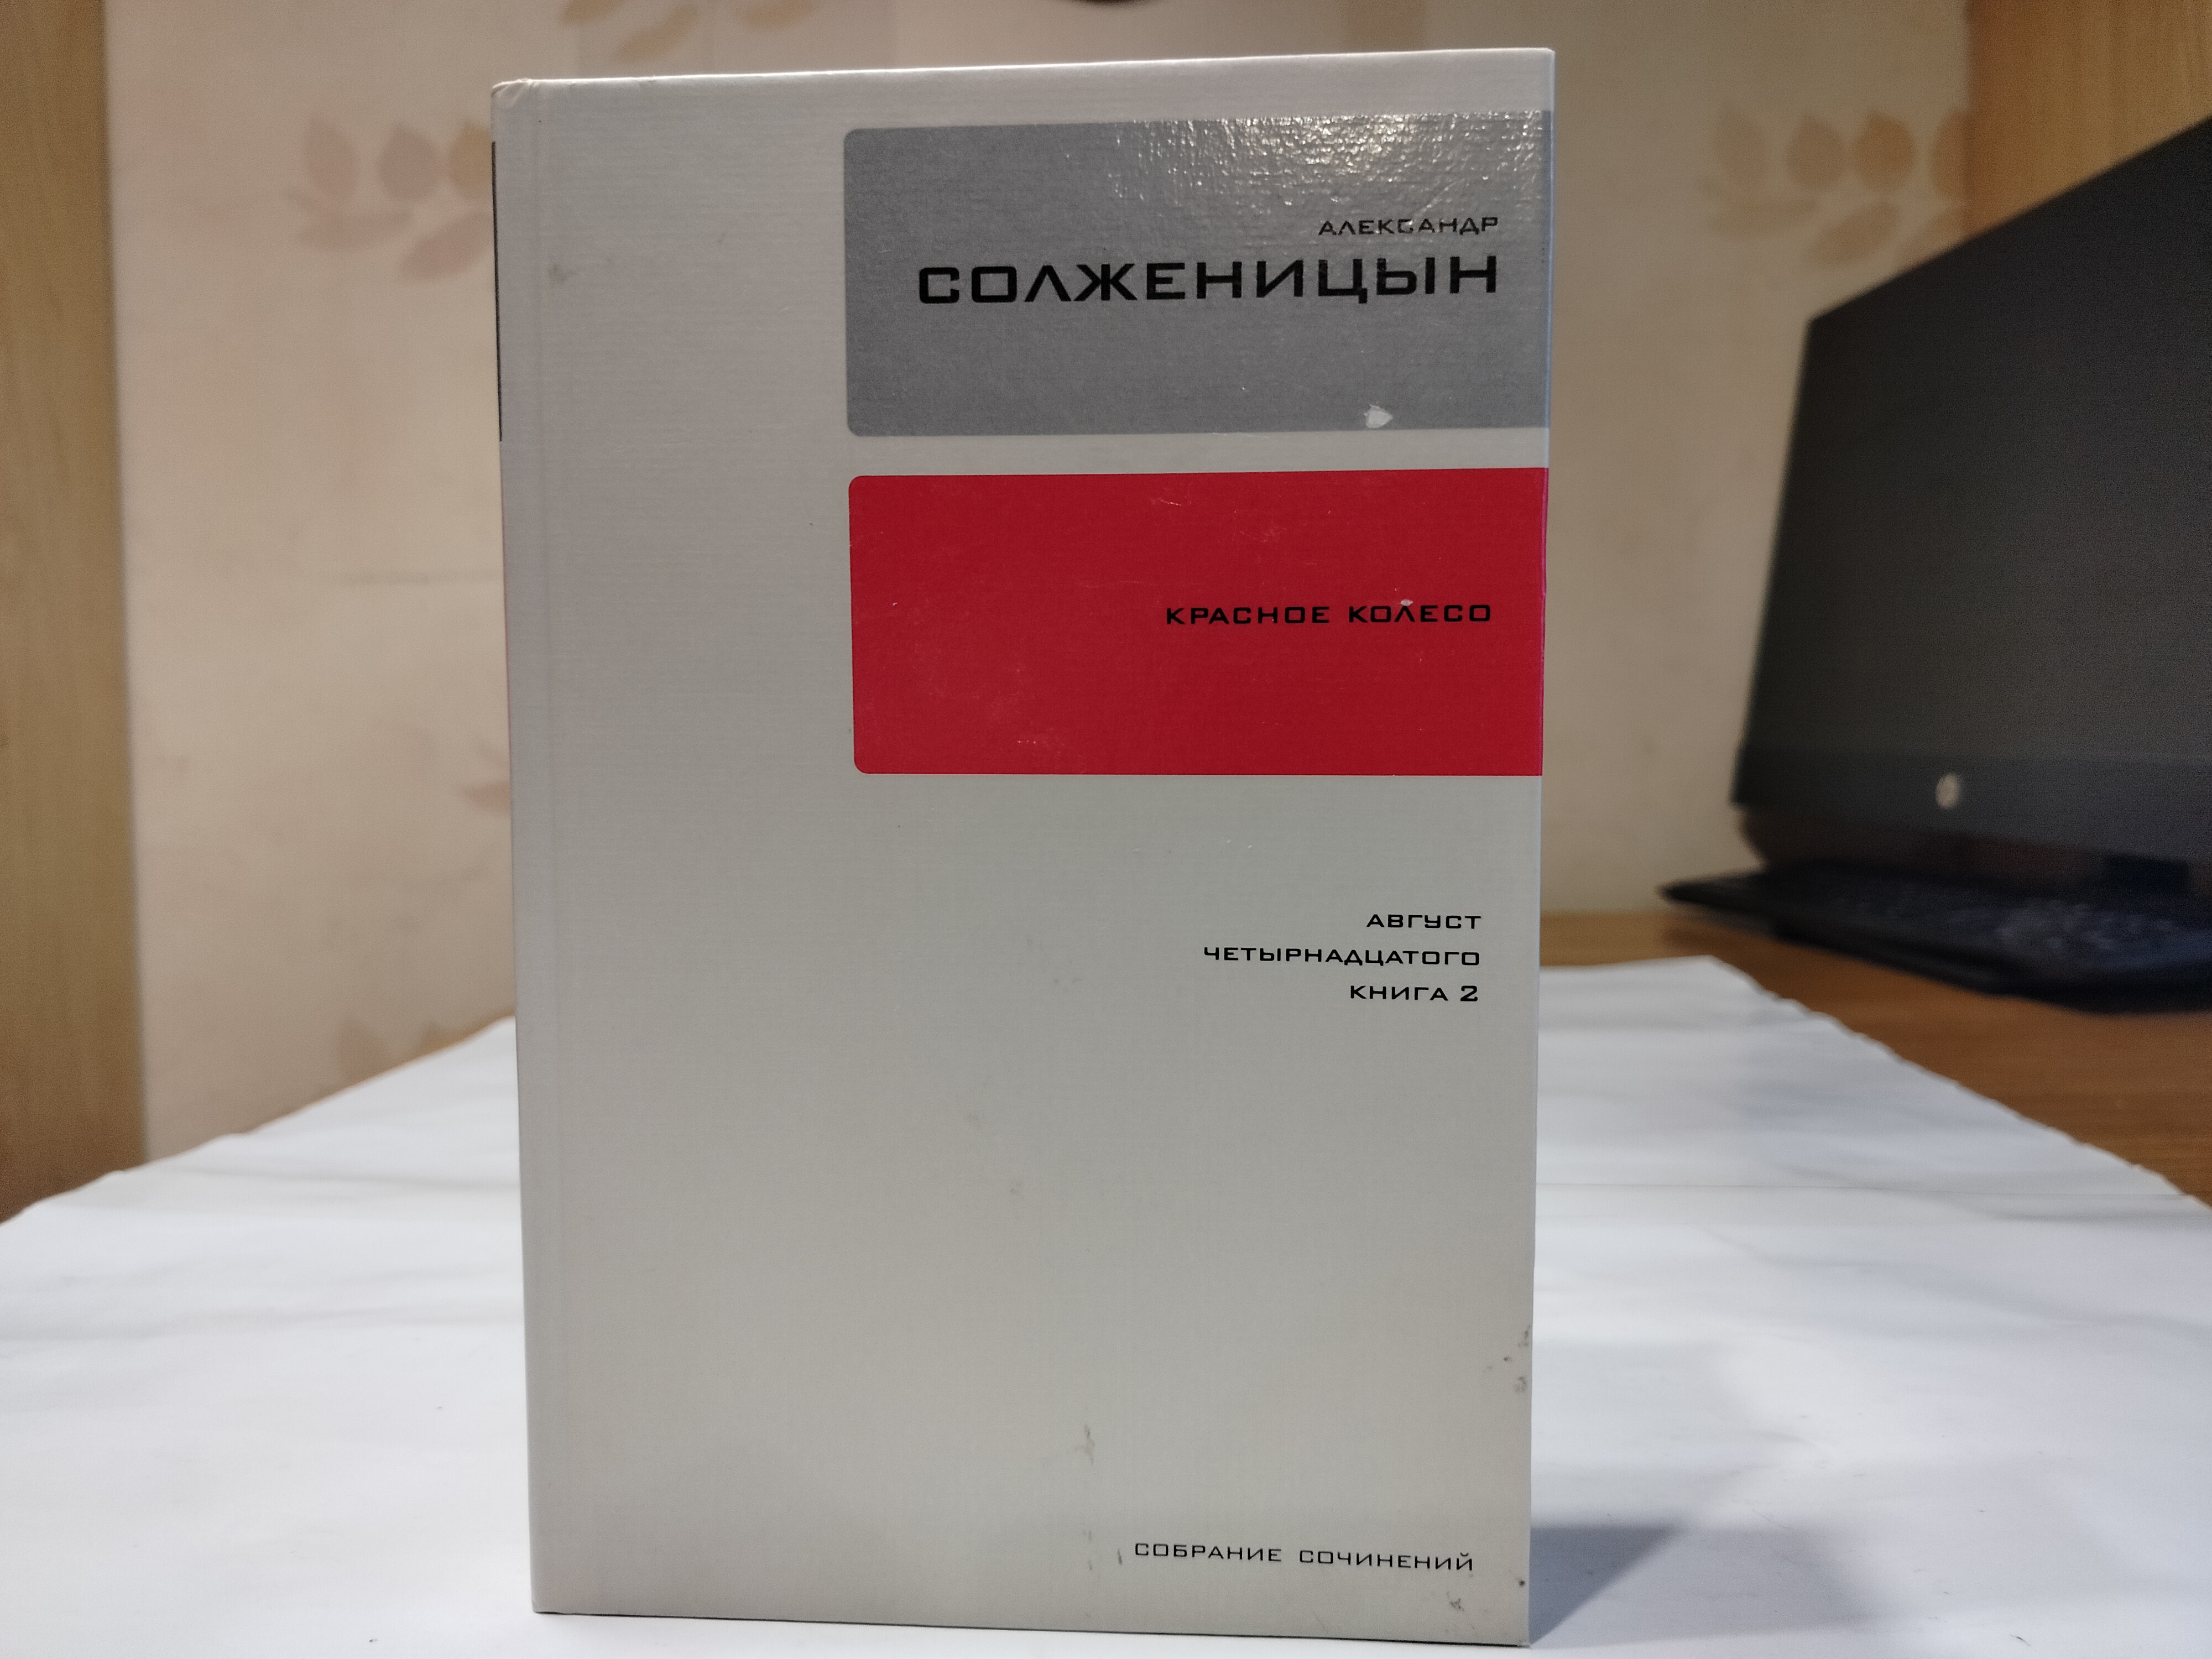 АЛЕКСАНДР
СОЛЖЕНИЦЫН
КРАСНОЕ КОЛЕСО
АВГУСТ
ЧЕТЫРНАДЦАТОГО
КНИГА 2
СОБРАНИЕ СОЧИНЕНИЙ